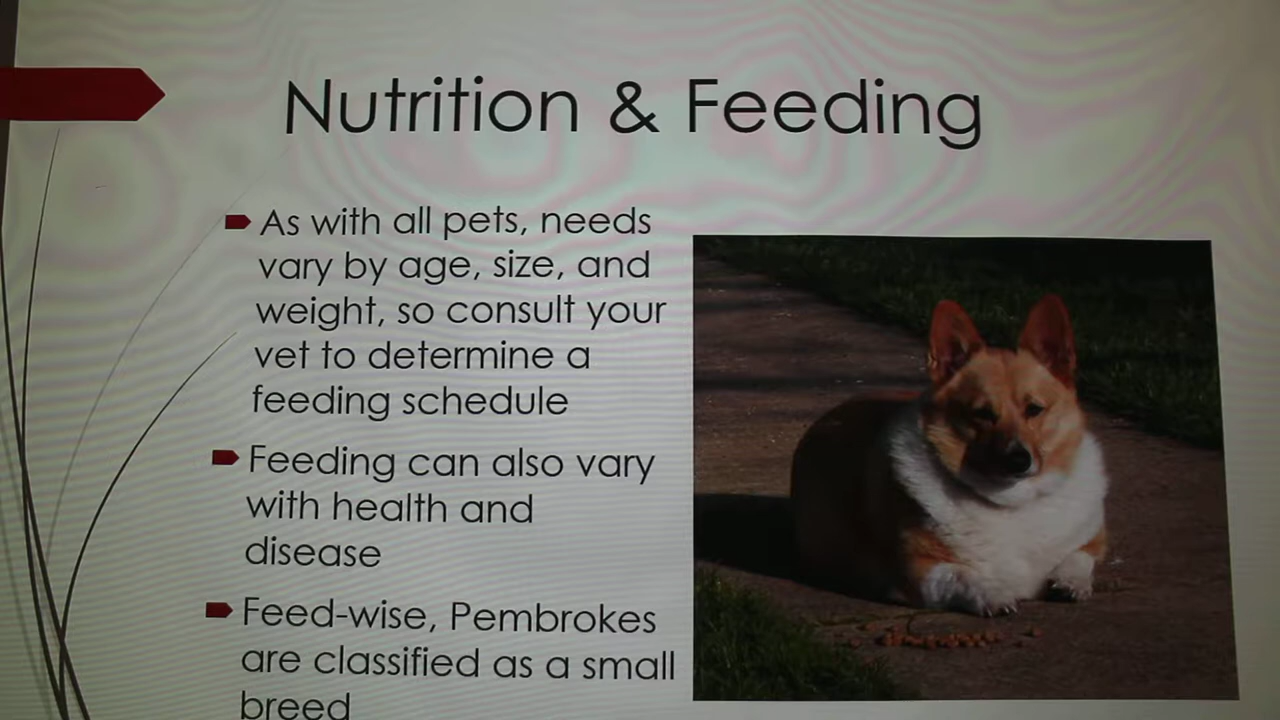 Nutrition & Feeding
As with all pets, needs
vary by age, size, and
weight, so consult your
vet to determine a
feeding schedule
Feeding can also vary
with health and
disease
Feed-wise, Pembrokes
are classified as a small
breed